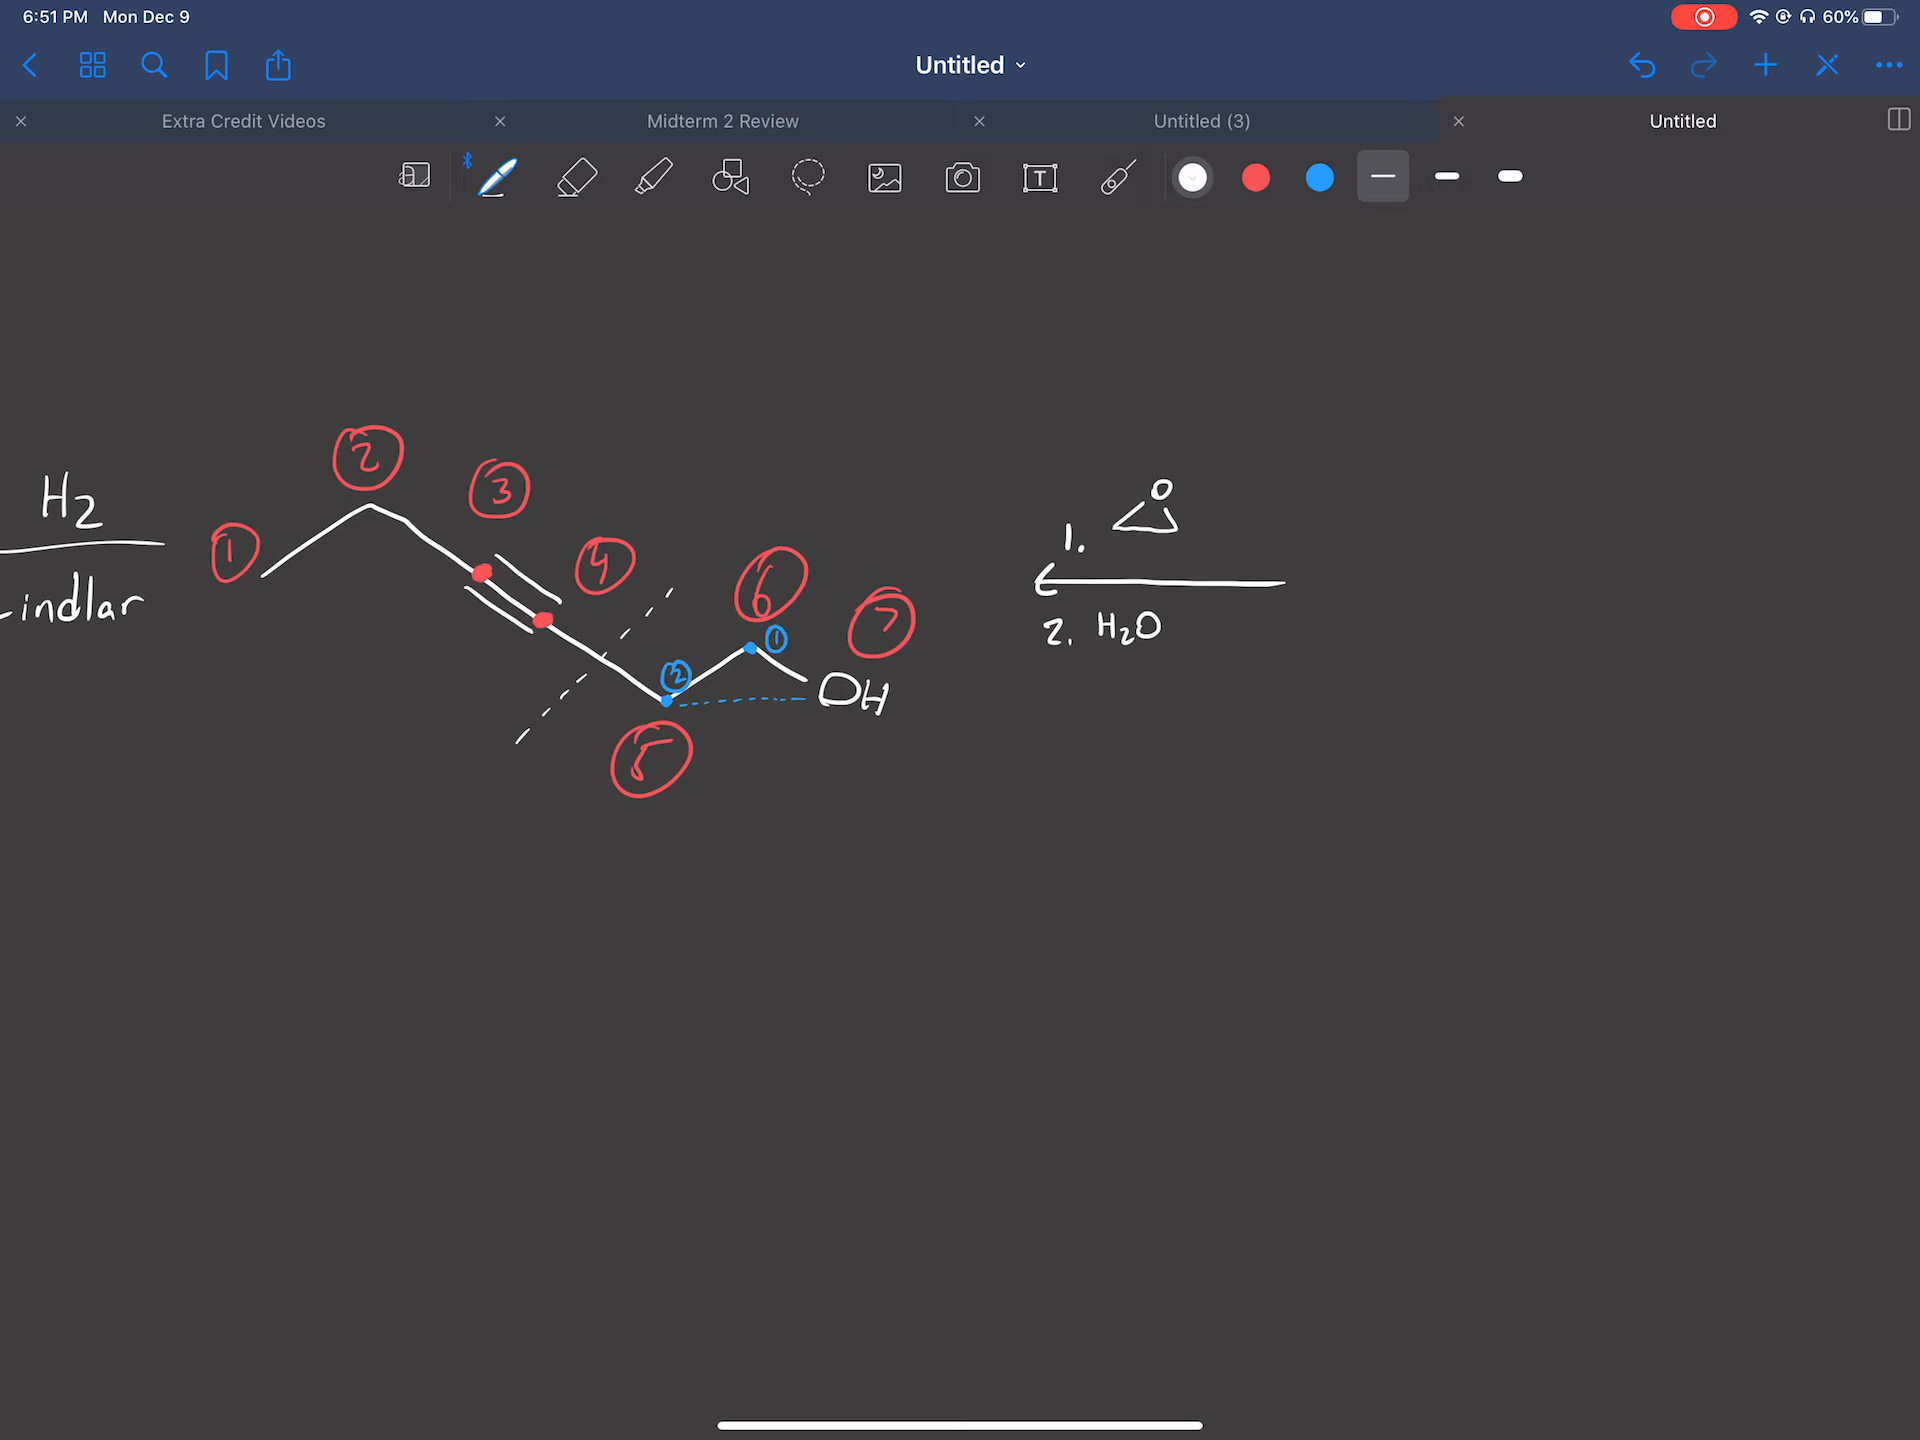 6:51 PM Mon Dec 9
60%
Untitled
Extra Credit Videos
Midterm 2 Review
Untitled (3)
Untitled
T
H2
indlar
1
2
3
4
5
6
7
1
2
OH
O
1.
2. H2O